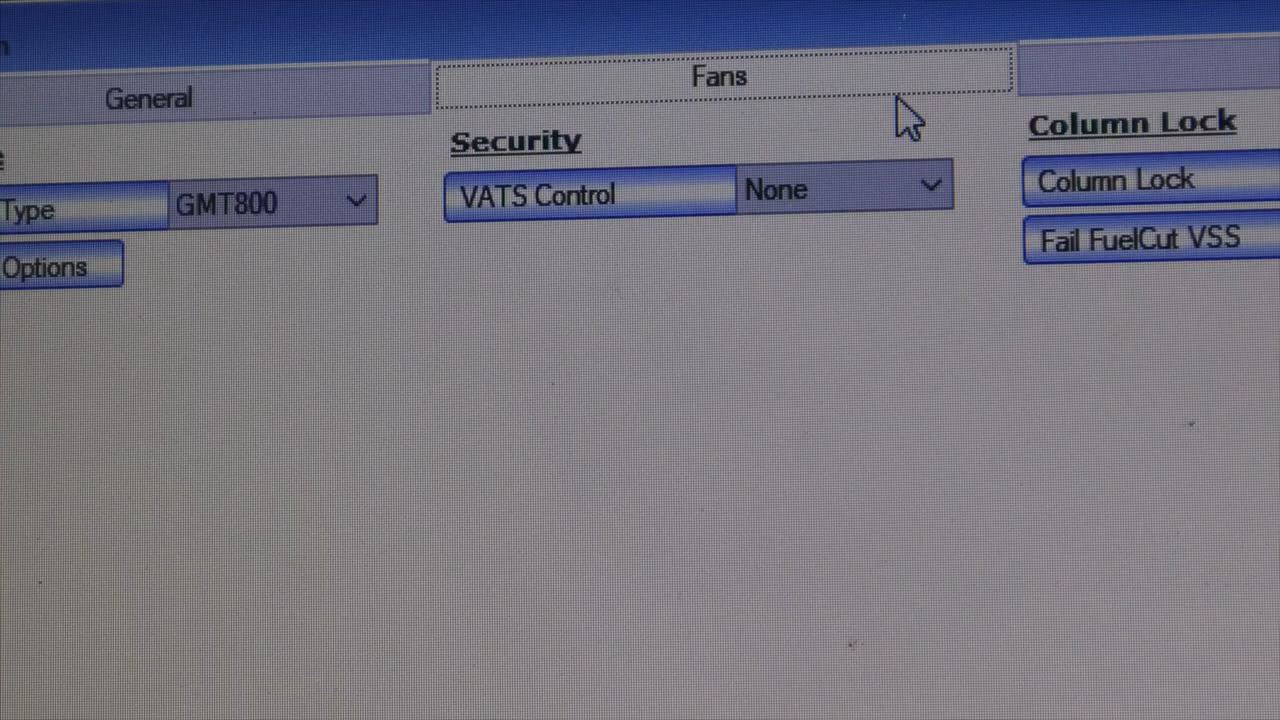 General
Fans
Security
Column Lock
VATS Control
None
Column Lock
Type
GMT800
Fail FuelCut VSS
Options